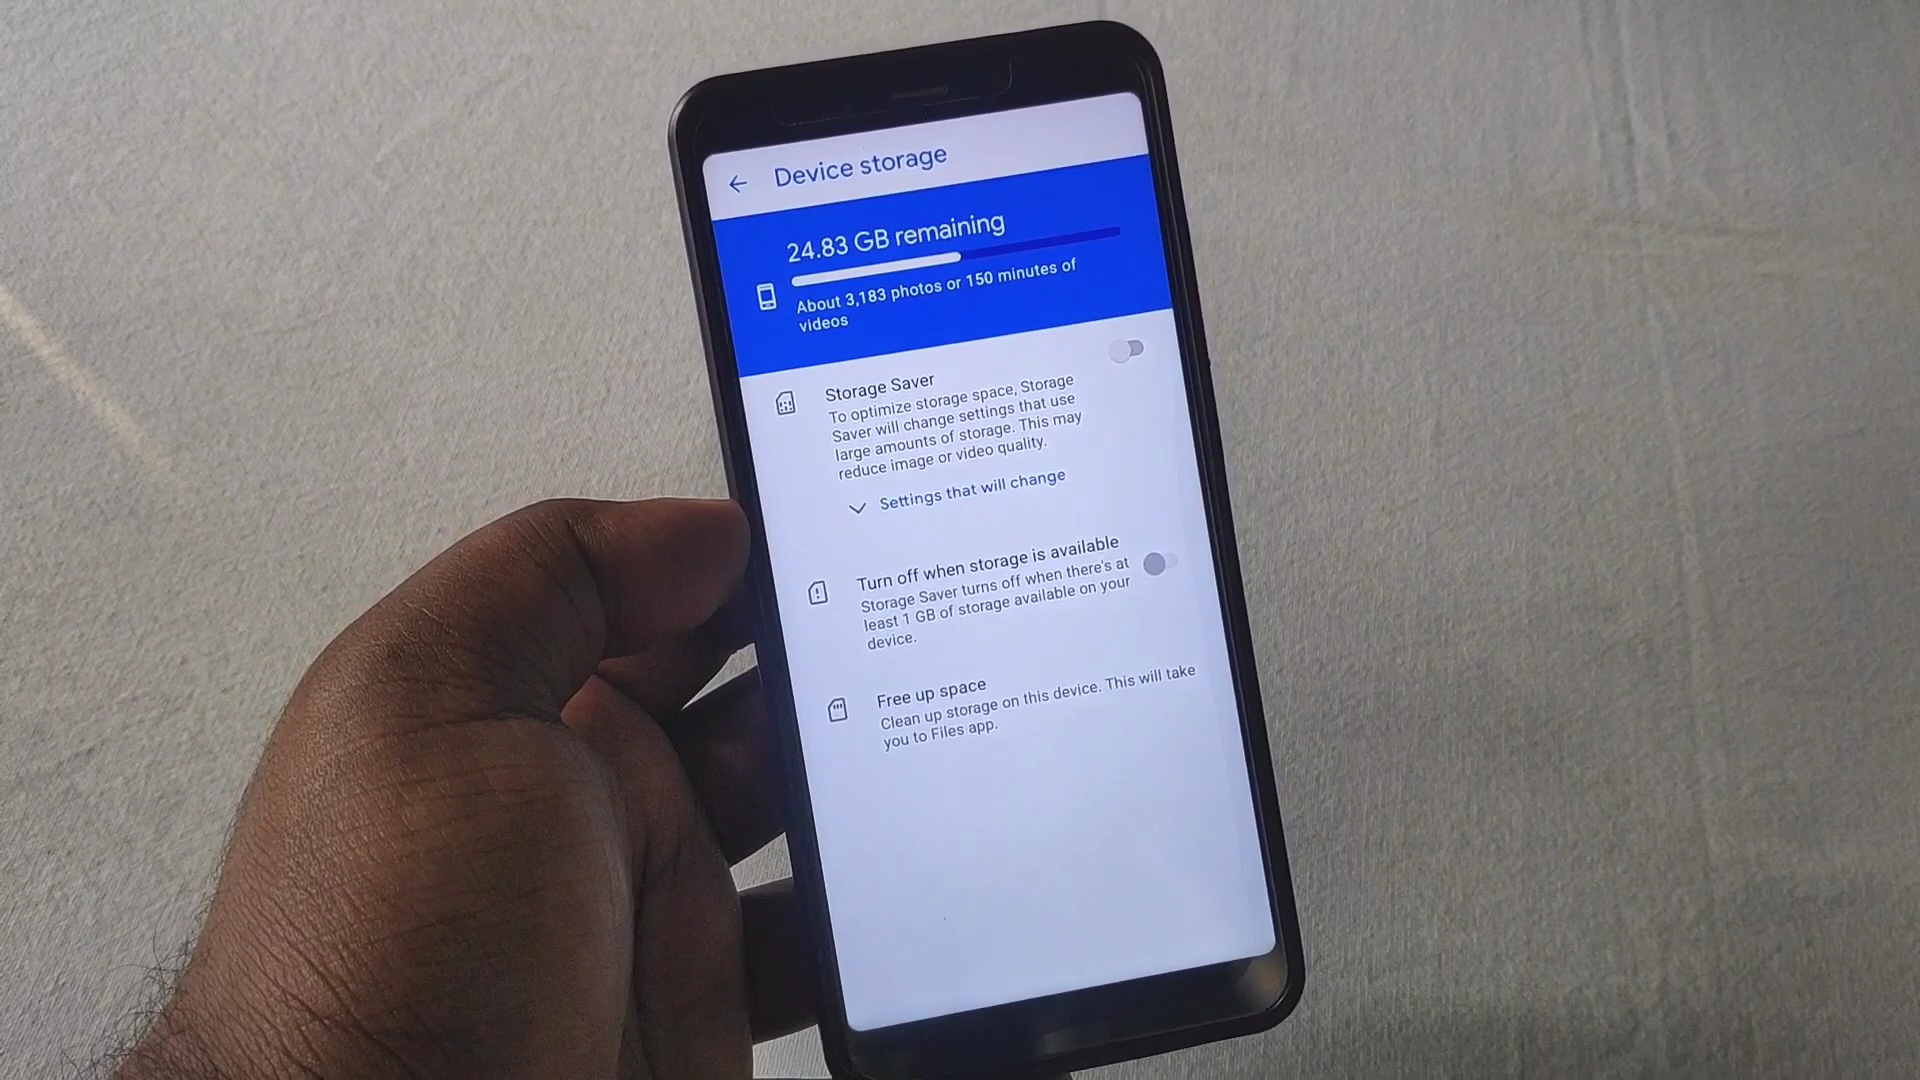 Device storage
24.83 GB remaining
About 3,183 photos or 150 minutes of
videos
Storage Saver
To optimize storage space, Storage
Saver will change settings that use
large amounts of storage. This may
reduce image or video quality.
Settings that will change
Turn off when storage is available
Storage Saver turns off when there's at
least 1 GB of storage available on your
device.
Free up space
Clean up storage on this device. This will take
you to Files app.